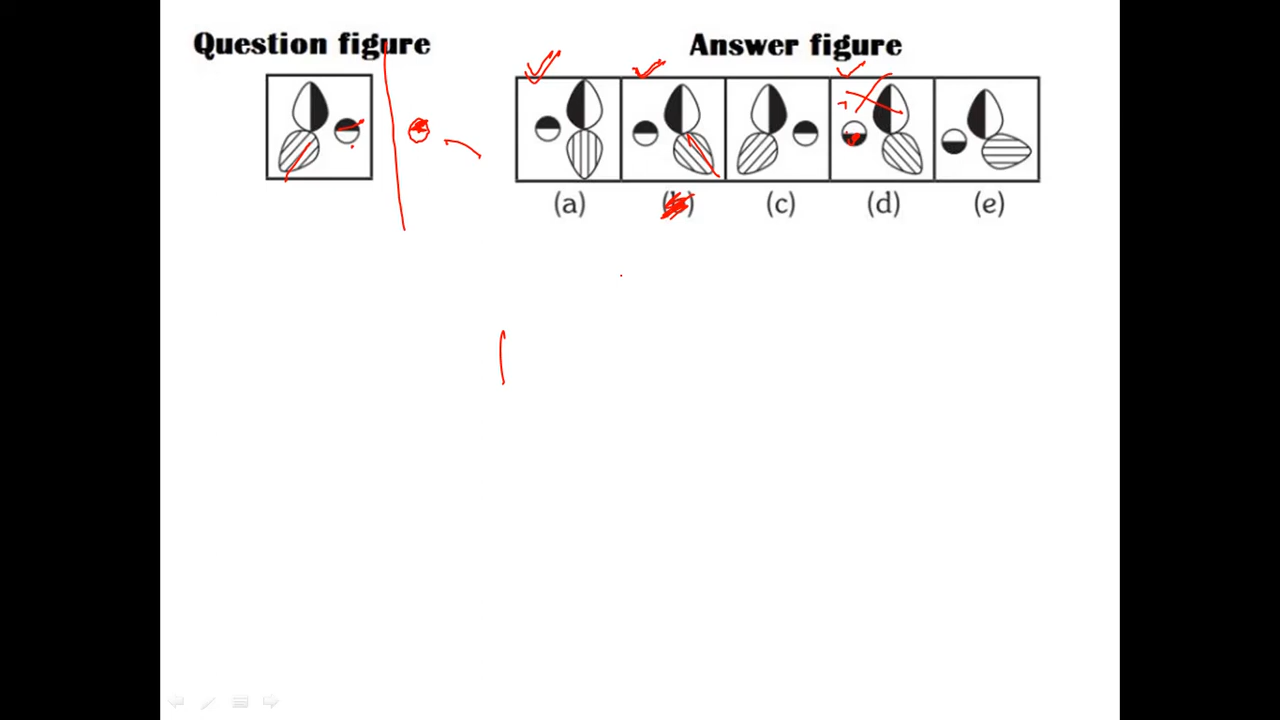 Question figure
Answer figure
(a) (c) (d) (e)